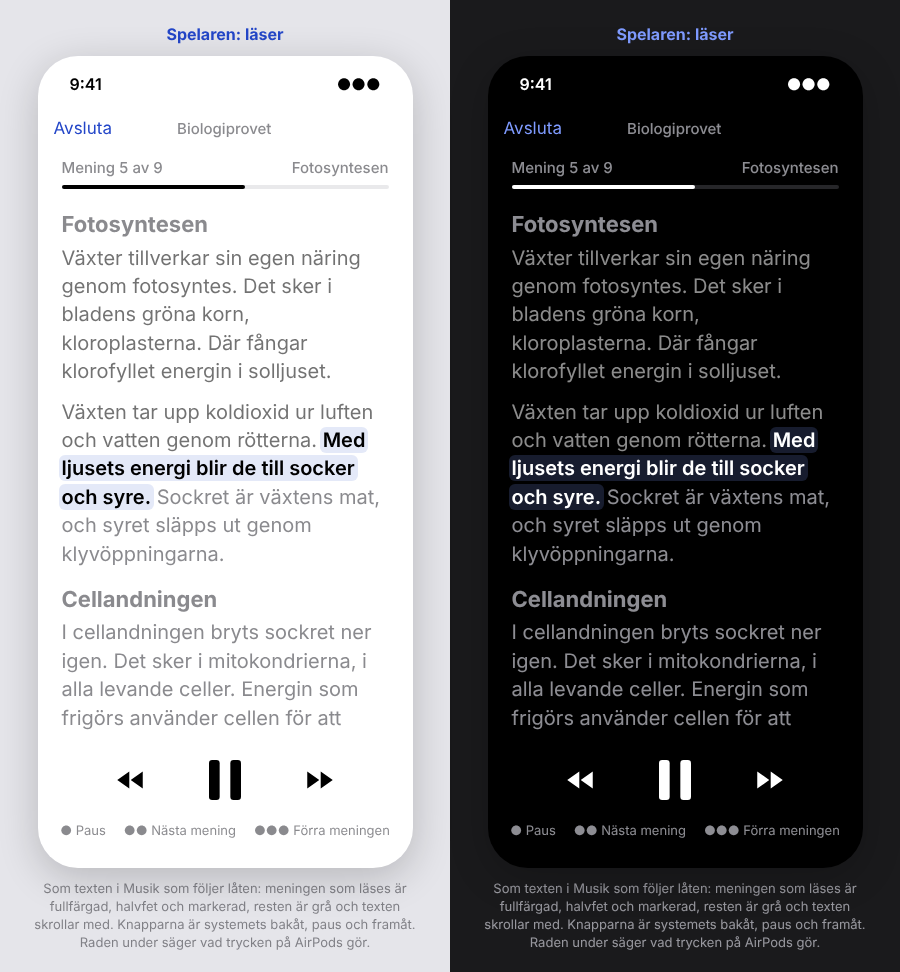 Spelaren: läser
9:41
Avsluta
Biologiprovet
Mening 5 av 9
Fotosyntesen
Fotosyntesen
Växter tillverkar sin egen näring
genom fotosyntes. Det sker i
bladens gröna korn,
kloroplasterna. Där fångar
klorofyllet energin i solljuset.
Växten tar upp koldioxid ur luften
och vatten genom rötterna. Med
ljusets energi blir de till socker
och syre. Sockret är växtens mat,
och syret släpps ut genom
klyvöppningarna.
Cellandningen
I cellandningen bryts sockret ner
igen. Det sker i mitokondrierna, i
alla levande celler. Energin som
frigörs använder cellen för att
Paus
Nästa mening
Förra meningen
Som texten i Musik som följer låten: meningen som läses är
fullfärgad, halvfet och markerad, resten är grå och texten
skrollar med. Knapparna är systemets bakåt, paus och framåt.
Raden under säger vad trycken på AirPods gör.
Spelaren: läser
9:41
Avsluta
Biologiprovet
Mening 5 av 9
Fotosyntesen
Fotosyntesen
Växter tillverkar sin egen näring
genom fotosyntes. Det sker i
bladens gröna korn,
kloroplasterna. Där fångar
klorofyllet energin i solljuset.
Växten tar upp koldioxid ur luften
och vatten genom rötterna. Med
ljusets energi blir de till socker
och syre. Sockret är växtens mat,
och syret släpps ut genom
klyvöppningarna.
Cellandningen
I cellandningen bryts sockret ner
igen. Det sker i mitokondrierna, i
alla levande celler. Energin som
frigörs använder cellen för att
Paus
Nästa mening
Förra meningen
Som texten i Musik som följer låten: meningen som läses är
fullfärgad, halvfet och markerad, resten är grå och texten
skrollar med. Knapparna är systemets bakåt, paus och framåt.
Raden under säger vad trycken på AirPods gör.